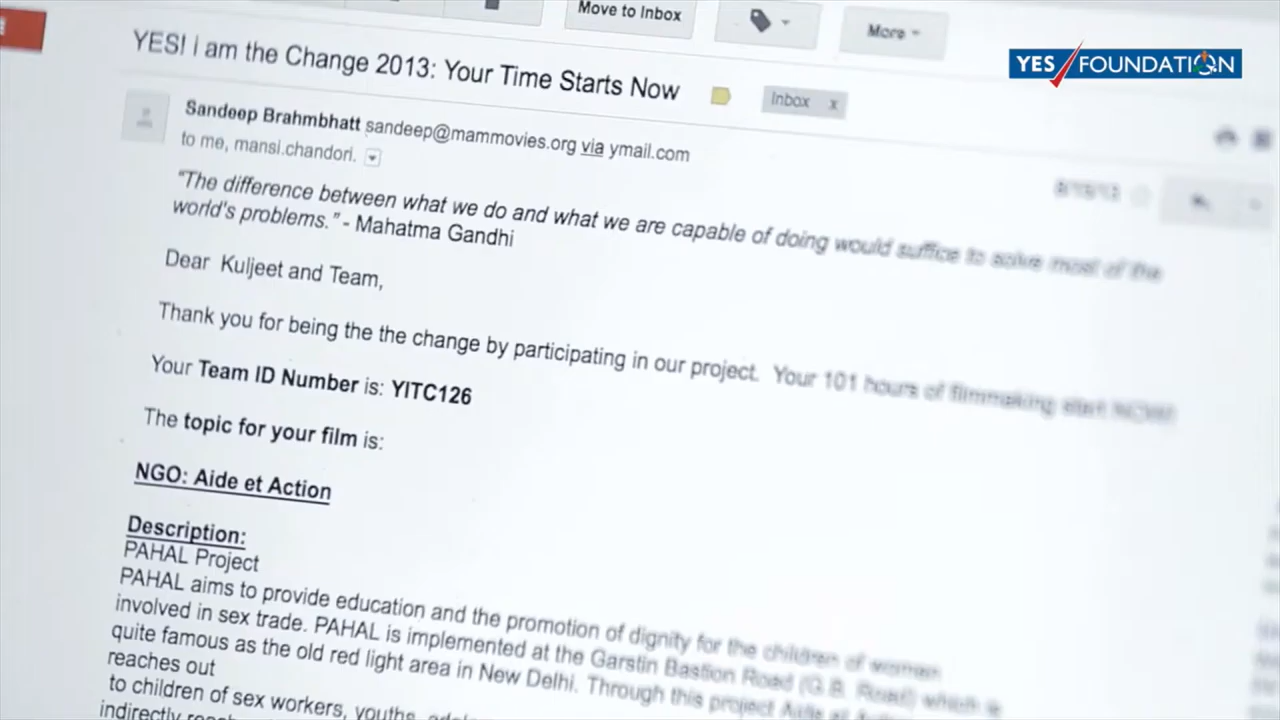 Move to Inbox
More
YES FOUNDATION
YES! i am the Change 2013: Your Time Starts Now
Inbox x
Sandeep Brahmbhatt sandeep@mammovies.org via ymail.com
to me, mansi.chandori.
"The difference between what we do and what we are capable of doing would suffice to solve most of the
world's problems." - Mahatma Gandhi
Dear Kuljeet and Team,
Thank you for being the the change by participating in our project. Your 101 hours of filmmaking start NOW!
Your Team ID Number is: YITC126
The topic for your film is:
NGO: Aide et Action
Description:
PAHAL Project
PAHAL aims to provide education and the promotion of dignity for the children of women
involved in sex trade. PAHAL is implemented at the Garstin Bastion Road (G.B. Road) which is
quite famous as the old red light area in New Delhi. Through this project Aide et
reaches out
to children of sex workers, youths,
indirectly